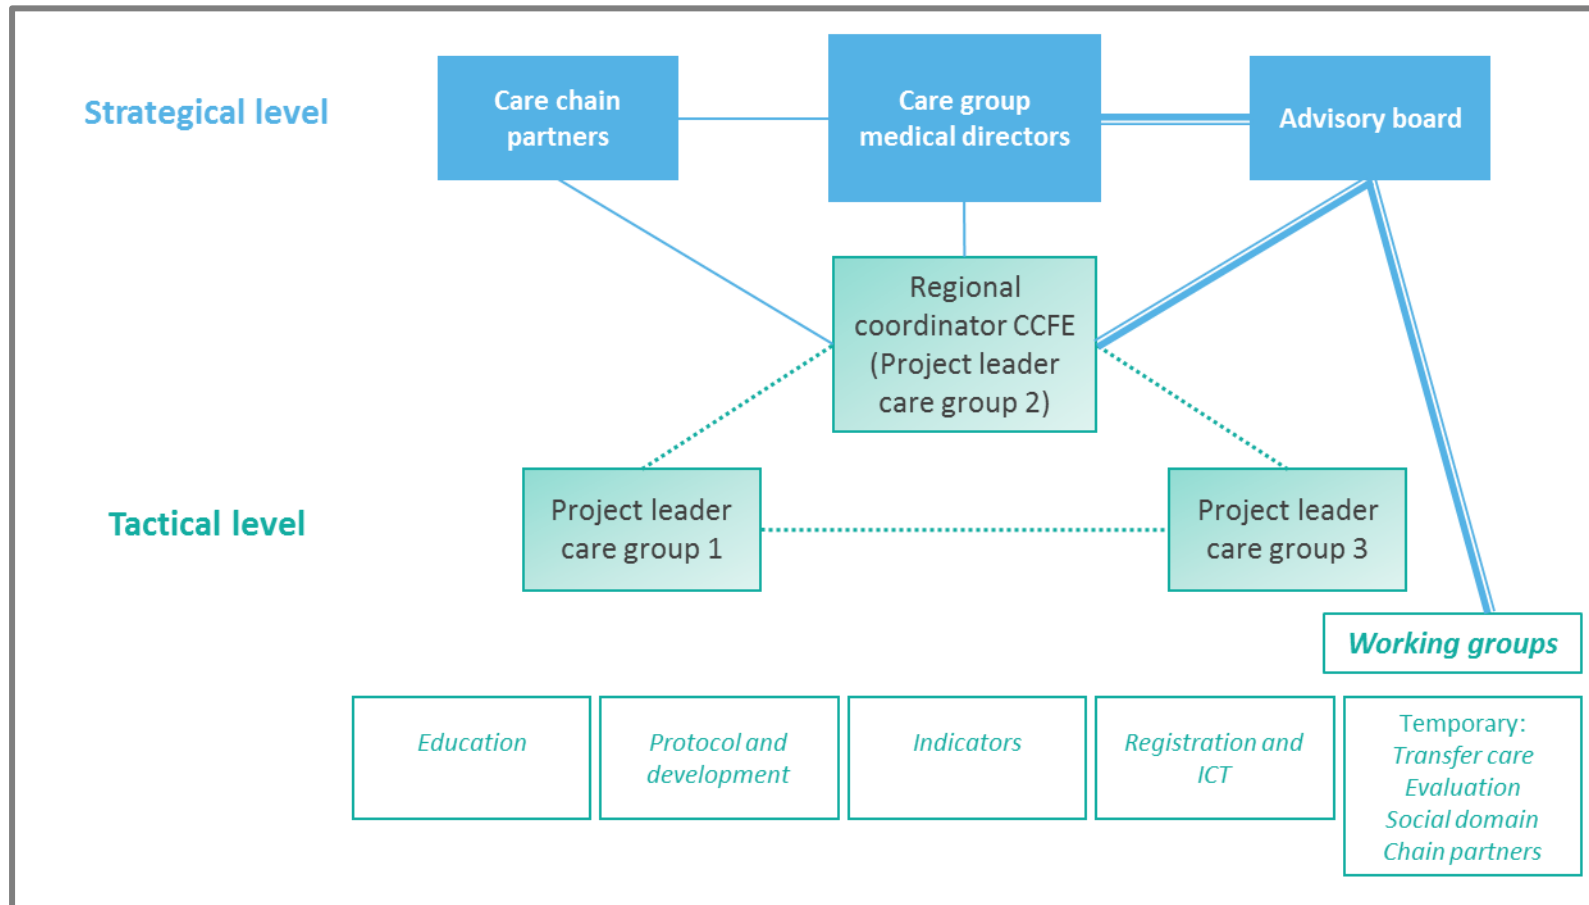 Strategical level
Care chain
partners
Care group
medical directors
Advisory board
Regional
coordinator CCFE
(Project leader
care group 2)
Tactical level
Project leader
care group 1
Project leader
care group 3
Working groups
Education
Protocol and
development
Indicators
Registration and
ICT
Temporary:
Transfer care
Evaluation
Social domain
Chain partners